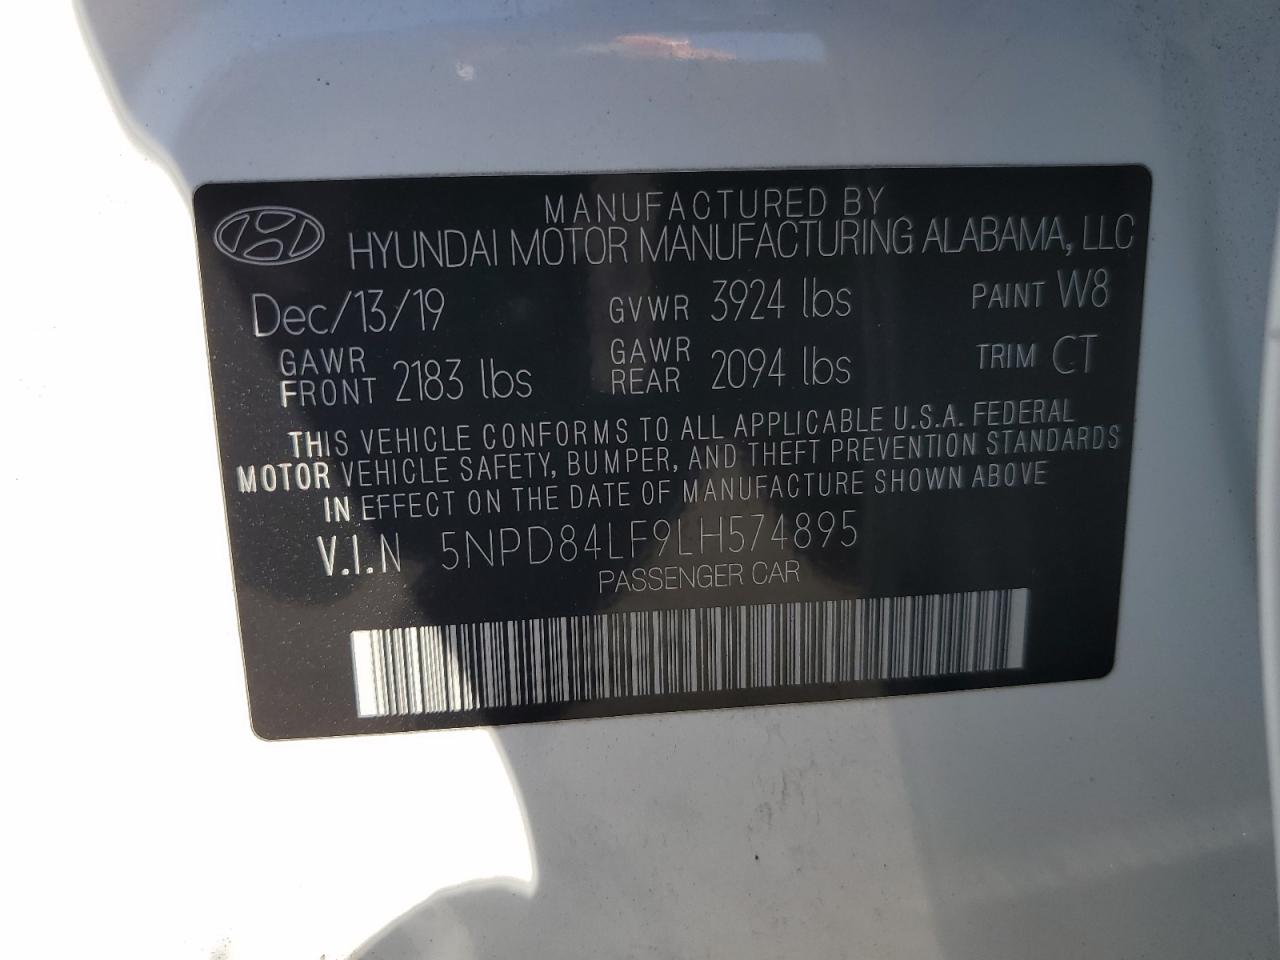 MANUFACTURED BY
HYUNDAI MOTOR MANUFACTURING ALABAMA, LLC
Dec/13/19 GVWR 3924 lbs PAINT W8
GAWR FRONT 2183 lbs GAWR REAR 2094 lbs TRIM CT
THIS VEHICLE CONFORMS TO ALL APPLICABLE U.S.A. FEDERAL
MOTOR VEHICLE SAFETY, BUMPER, AND THEFT PREVENTION STANDARDS
IN EFFECT ON THE DATE OF MANUFACTURE SHOWN ABOVE
V.I.N 5NPD84LF9LH574895
PASSENGER CAR